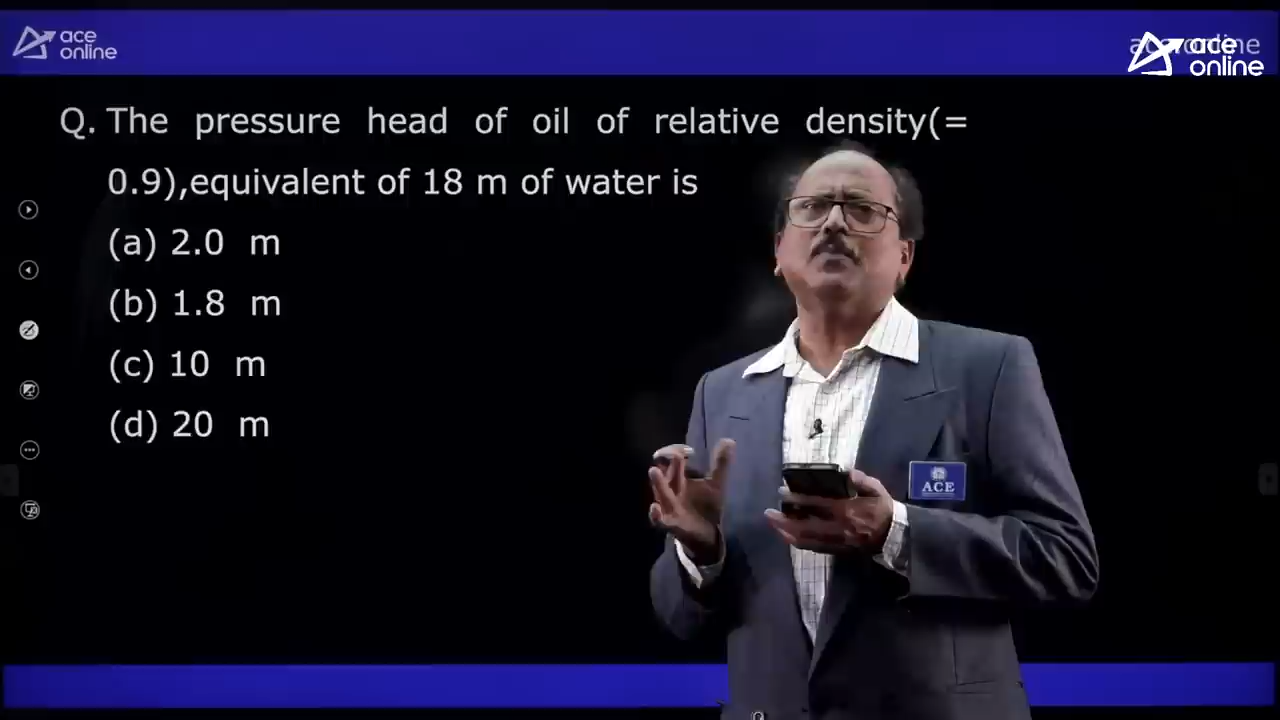 ace
online
ace
online
Q. The pressure head of oil of relative density(=
0.9),equivalent of 18 m of water is
(a) 2.0 m
(b) 1.8 m
(c) 10 m
(d) 20 m
ACE